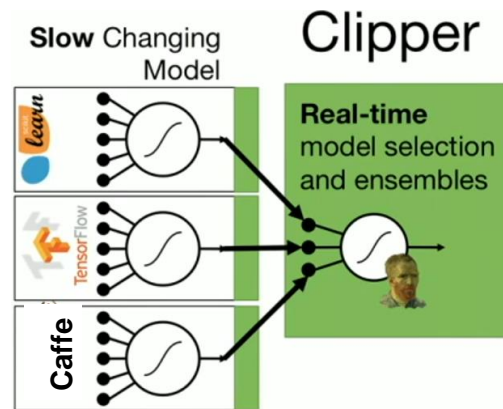 Slow Changing
Model
Clipper
learn
TensorFlow
Caffe
Real-time
model selection
and ensembles